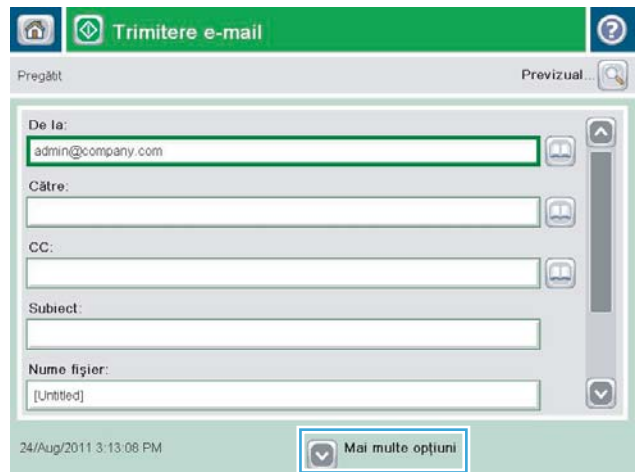 Trimitere e-mail
Pregătit
Previzual...
De la:
admin@company.com
Către:
CC:
Subiect:
Nume fişier:
[Untitled]
24/Aug/2011 3:13:08 PM
Mai multe opţiuni